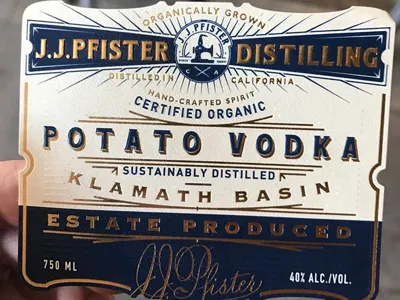 ORGANICALLY GROWN
J.J. PFISTER
J.J.PFISTER DISTILLING
C A
DISTILLED IN CALIFORNIA
HAND-CRAFTED SPIRIT
CERTIFIED ORGANIC
POTATO VODKA
SUSTAINABLY DISTILLED
KLAMATH BASIN
ESTATE PRODUCED
J.J. Pfister
750 ML
40% ALC./VOL.